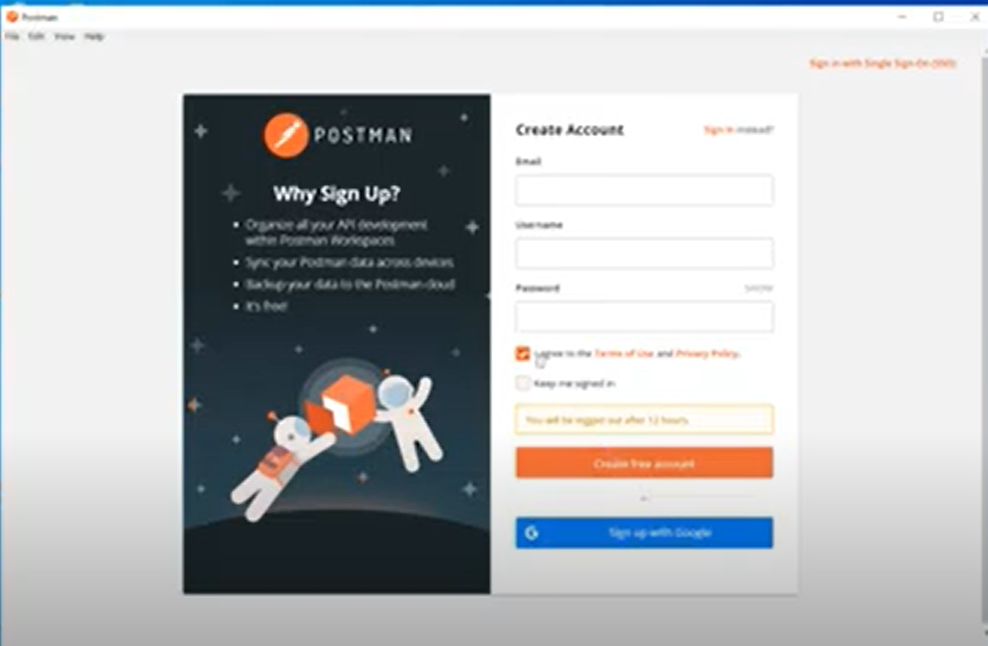 Postman
File Edit View Help
Sign in with Single Sign-On (SSO)
POSTMAN
Why Sign Up?
Organize all your API development
within Postman Workspaces
Sync your Postman data across devices
Backup your data to the Postman cloud
It's free!
Create Account
Sign in instead?
Email
Username
Password
SHOW
I agree to the Terms of Use and Privacy Policy.
Keep me signed in
You will be logged out after 12 hours.
Create free account
Sign up with Google